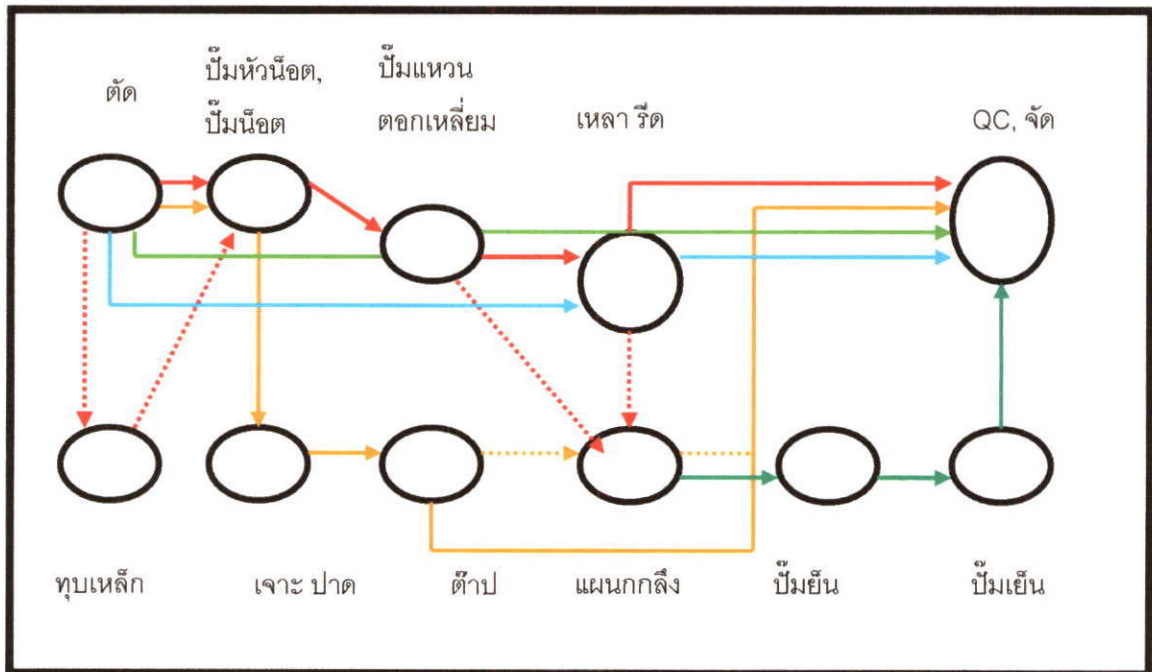 ตัด
ปั๊มหัวน็อต,
ปั๊มน็อต
ปั๊มแหวน
ตอกเหลี่ยม
เหลา รีด
QC, จัด
ทุบเหล็ก
เจาะ ปาด
ต๊าป
แผนกกลึง
ปั๊มย็น
ปั๊มเย็น